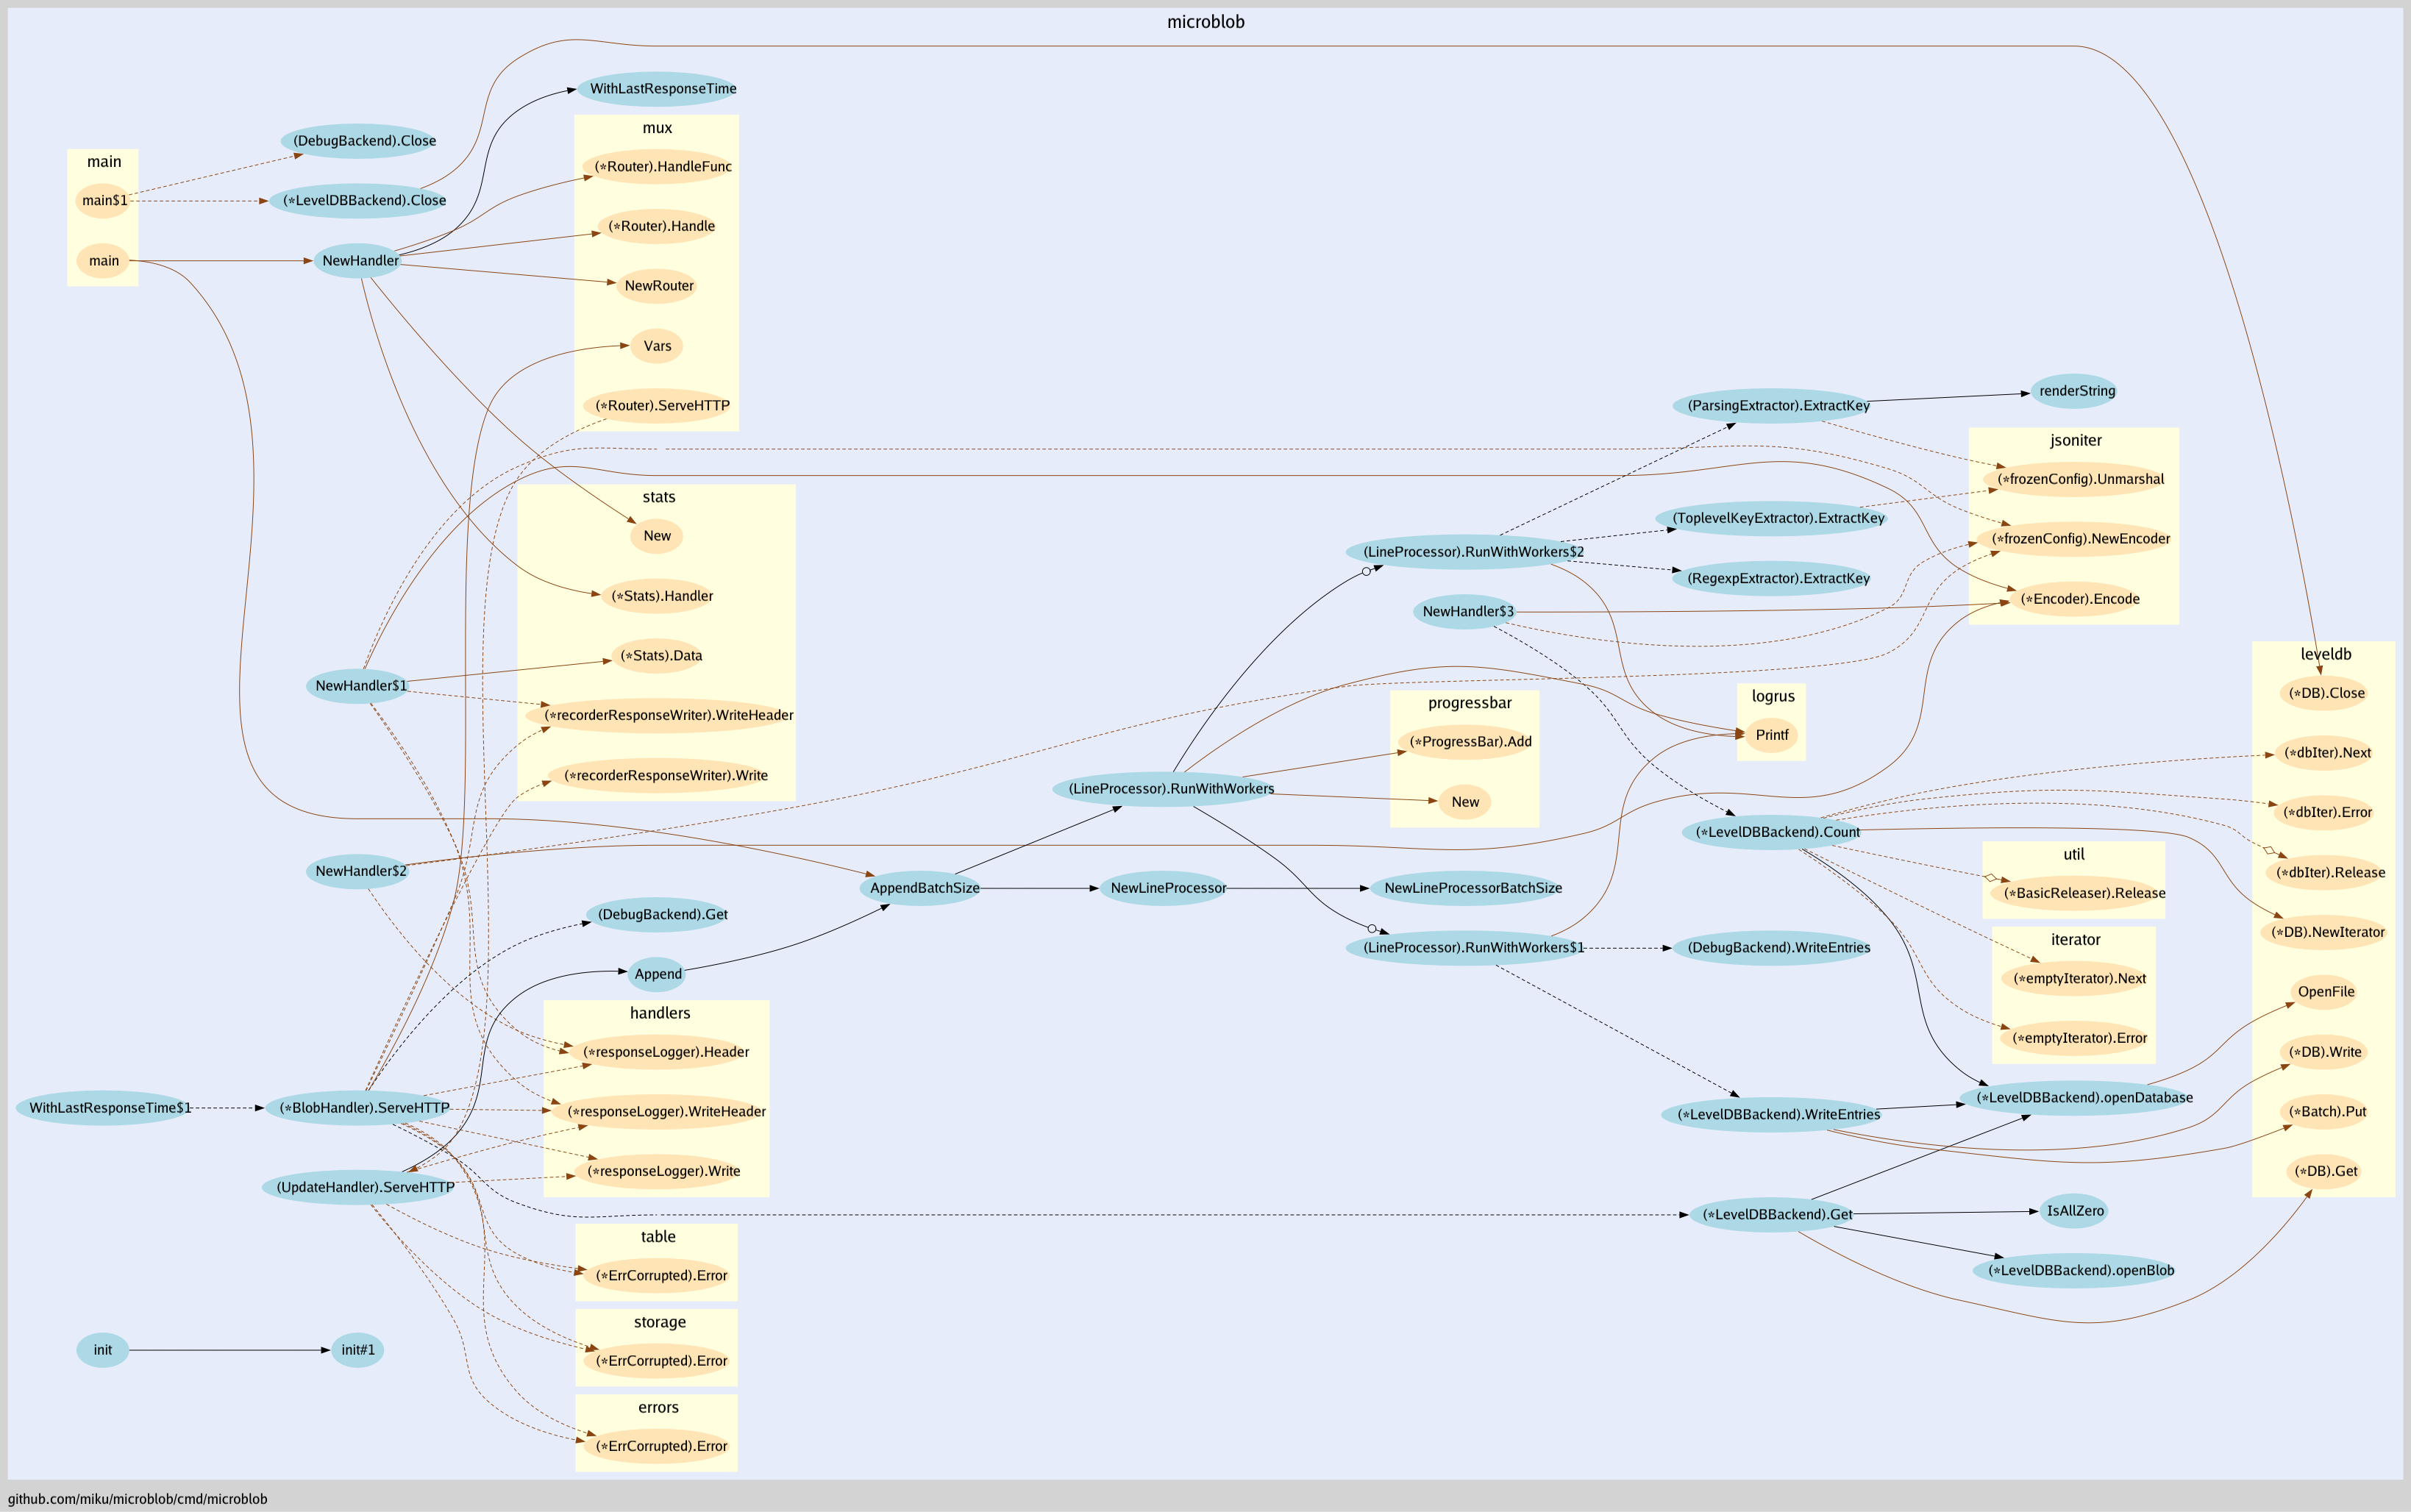 microblob
WithLastResponseTime
mux
(DebugBackend).Close
main
(*Router).HandleFunc
main$1
(*LevelDBBackend).Close
(*Router).Handle
main
NewHandler
NewRouter
Vars
(*Router).ServeHTTP
(ParsingExtractor).ExtractKey
renderString
jsoniter
(*frozenConfig).Unmarshal
stats
New
(ToplevelKeyExtractor).ExtractKey
(*frozenConfig).NewEncoder
(LineProcessor).RunWithWorkers$2
(RegexpExtractor).ExtractKey
(*Stats).Handler
NewHandler$3
(*Encoder).Encode
(*Stats).Data
leveldb
NewHandler$1
(*DB).Close
(*recorderResponseWriter).WriteHeader
progressbar
logrus
(*ProgressBar).Add
Printf
(*dbIter).Next
(*recorderResponseWriter).Write
(LineProcessor).RunWithWorkers
New
(*dbIter).Error
(*LevelDBBackend).Count
util
NewHandler$2
(*dbIter).Release
AppendBatchSize
NewLineProcessor
NewLineProcessorBatchSize
(*BasicReleaser).Release
(DebugBackend).Get
(*DB).NewIterator
iterator
(LineProcessor).RunWithWorkers$1
(DebugBackend).WriteEntries
Append
(*emptyIterator).Next
OpenFile
handlers
(*emptyIterator).Error
(*responseLogger).Header
(*DB).Write
WithLastResponseTime$1
(*BlobHandler).ServeHTTP
(*responseLogger).WriteHeader
(*LevelDBBackend).WriteEntries
(*LevelDBBackend).openDatabase
(*Batch).Put
(*responseLogger).Write
(*DB).Get
(UpdateHandler).ServeHTTP
(*LevelDBBackend).Get
IsAllZero
table
(*ErrCorrupted).Error
(*LevelDBBackend).openBlob
storage
init
init#1
(*ErrCorrupted).Error
errors
(*ErrCorrupted).Error
github.com/miku/microblob/cmd/microblob